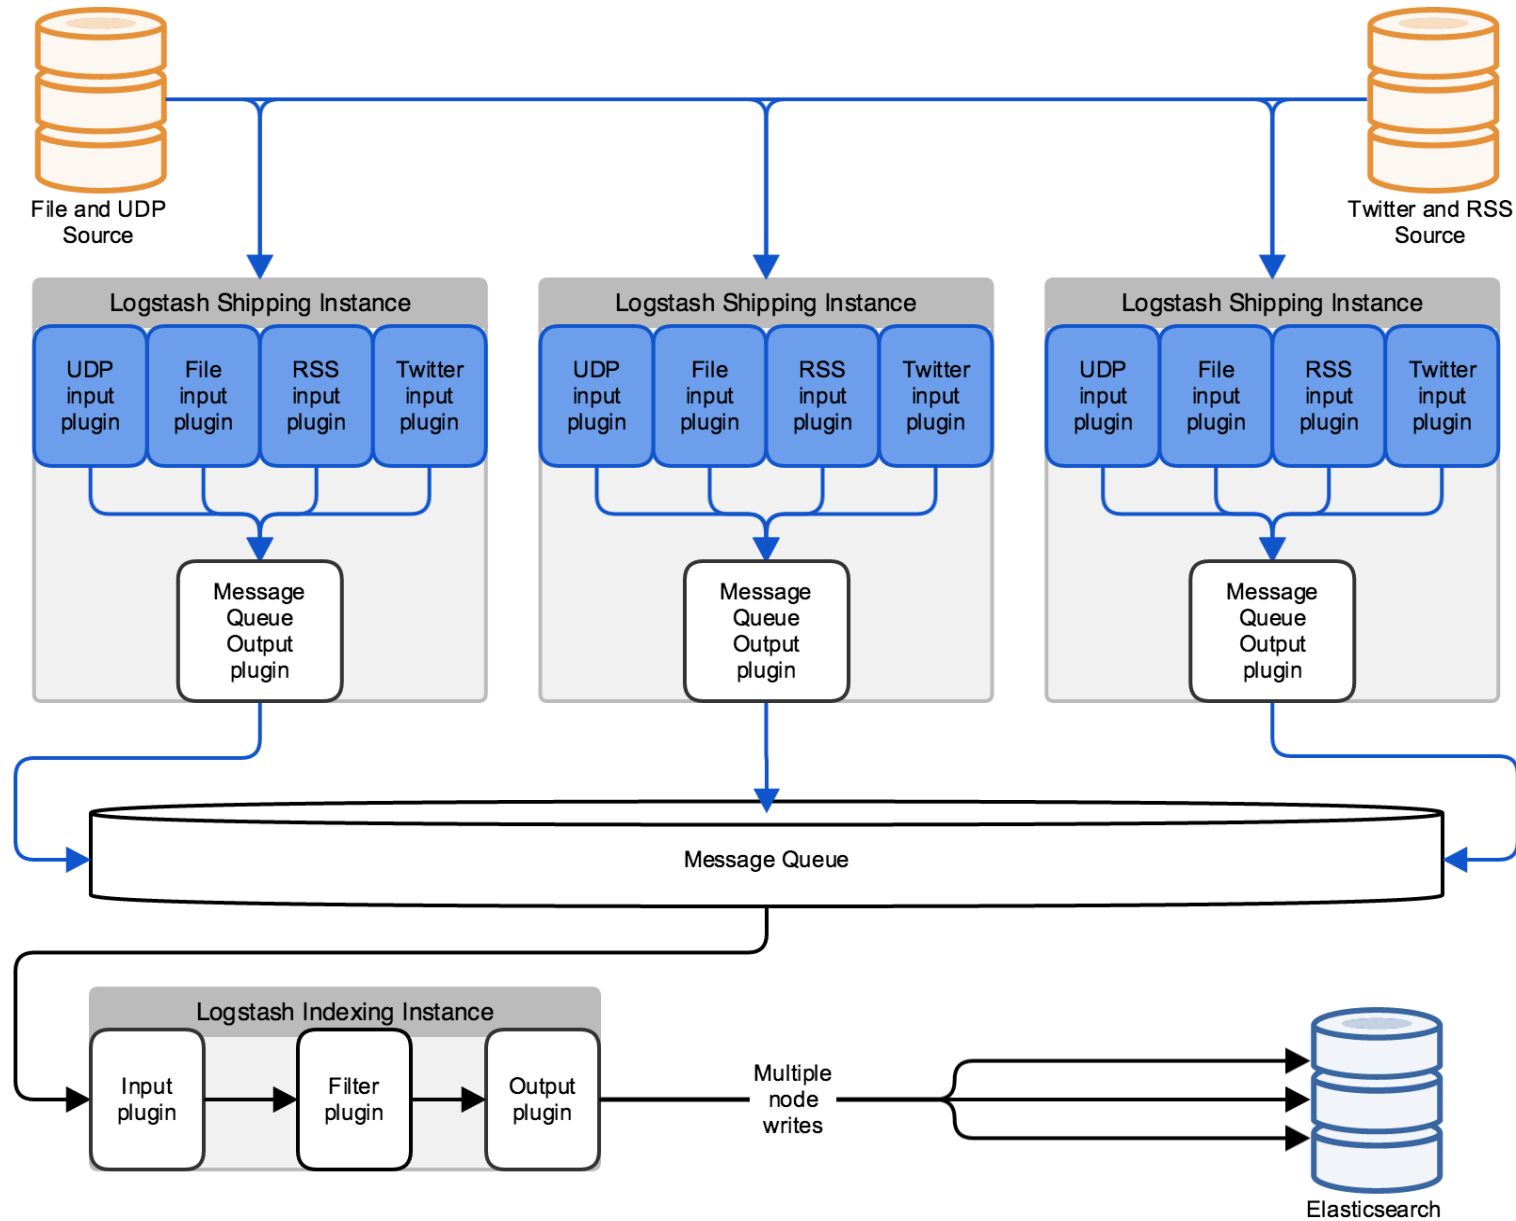 File and UDP
Source
Twitter and RSS
Source
Logstash Shipping Instance
UDP
input
plugin
File
input
plugin
RSS
input
plugin
Twitter
input
plugin
Message
Queue
Output
plugin
Logstash Shipping Instance
UDP
input
plugin
File
input
plugin
RSS
input
plugin
Twitter
input
plugin
Message
Queue
Output
plugin
Logstash Shipping Instance
UDP
input
plugin
File
input
plugin
RSS
input
plugin
Twitter
input
plugin
Message
Queue
Output
plugin
Message Queue
Logstash Indexing Instance
Input
plugin
Filter
plugin
Output
plugin
Multiple
node
writes
Elasticsearch